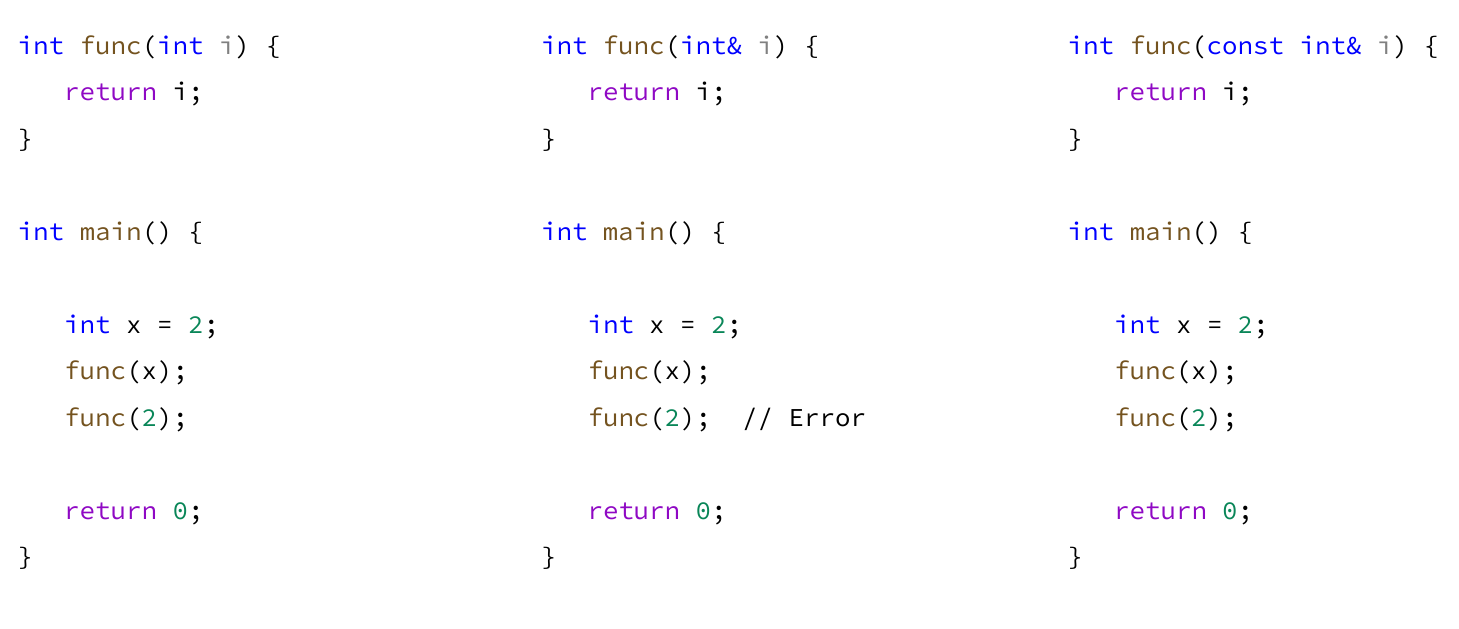 int func(int i) {
   return i;
}

int main() {

   int x = 2;
   func(x);
   func(2);

   return 0;
}

int func(int& i) {
   return i;
}

int main() {

   int x = 2;
   func(x);
   func(2);  // Error

   return 0;
}

int func(const int& i) {
   return i;
}

int main() {

   int x = 2;
   func(x);
   func(2);

   return 0;
}